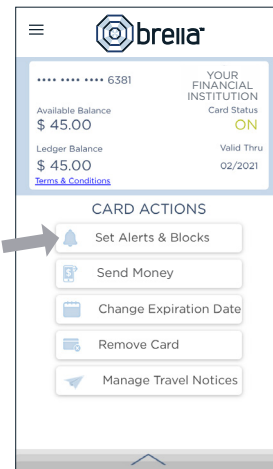 brella
•••• •••• •••• 6381
YOUR
FINANCIAL
INSTITUTION
Available Balance
Card Status
$ 45.00
ON
Ledger Balance
Valid Thru
$ 45.00
02/2021
Terms & Conditions
CARD ACTIONS
Set Alerts & Blocks
Send Money
Change Expiration Date
Remove Card
Manage Travel Notices